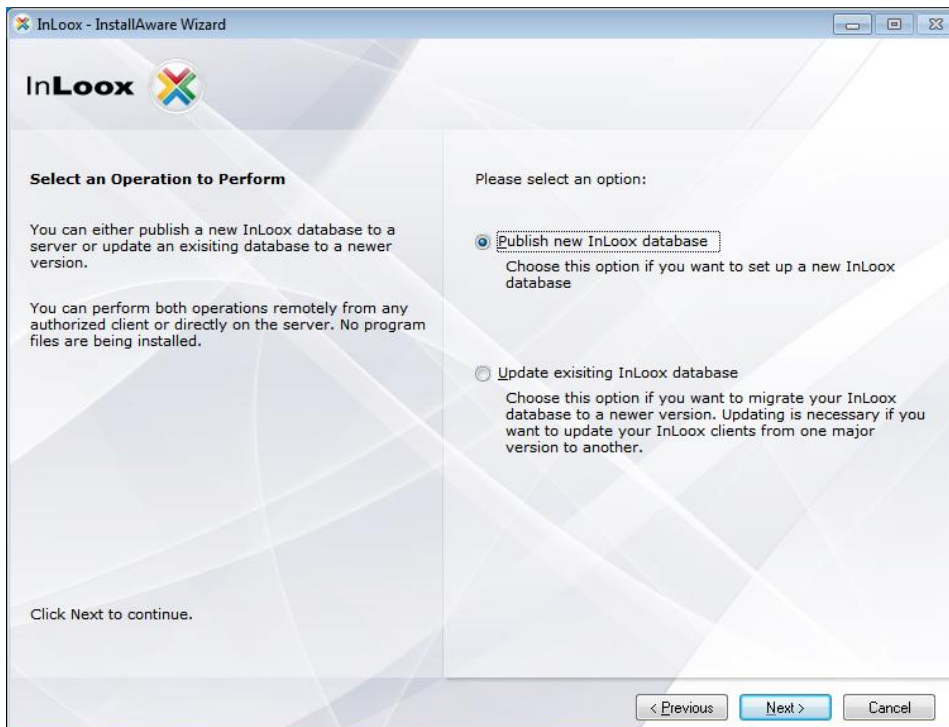 InLoox - InstallAware Wizard
InLoox
Select an Operation to Perform
You can either publish a new InLoox database to a
server or update an exisiting database to a newer
version.
You can perform both operations remotely from any
authorized client or directly on the server. No program
files are being installed.
Click Next to continue.
Please select an option:
Publish new InLoox database
Choose this option if you want to set up a new InLoox
database
Update exisiting InLoox database
Choose this option if you want to migrate your InLoox
database to a newer version. Updating is necessary if you
want to update your InLoox clients from one major
version to another.
< Previous
Next >
Cancel